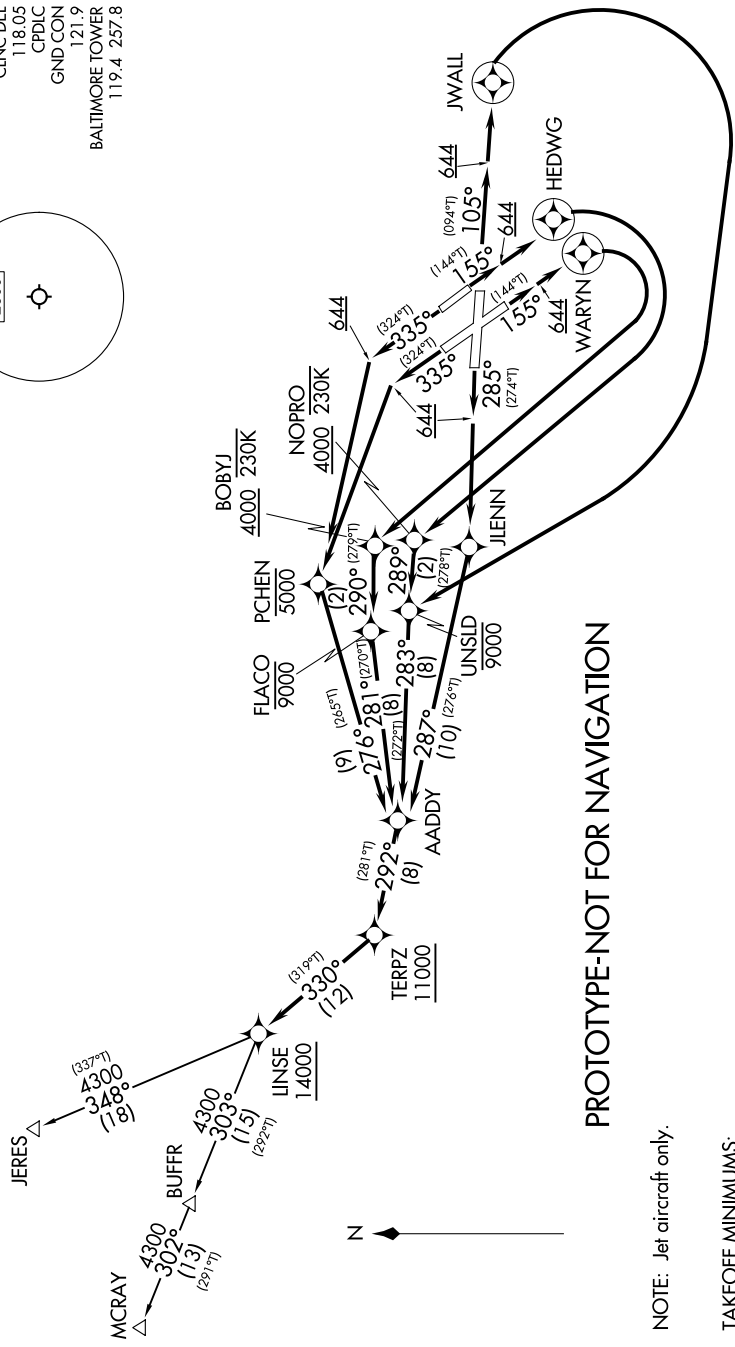 118.05
CPDLC
GND CON
121.9
BALTIMORE TOWER
119.4 257.8
JERES
(337°T)
4300
348°
(18)
MCRAY
4300
302°
(13)
(291°T)
BUFFR
4300
303°
(15)
(292°T)
LINSE
14000
(319°T)
330°
(12)
TERPZ
11000
(281°T)
292°
(8)
AADDY
(265°T)
276°
(9)
(270°T)
281°
(8)
(272°T)
283°
(8)
(276°T)
287°
(10)
FLACO
9000
PCHEN
5000
BOBYJ
4000 230K
NOPRO
4000 230K
(279°T)
290°
(2)
289°
(2)
(278°T)
UNSLD
9000
JLENN
644
(324°T)
335°
(324°T)
335°
644
285°
(274°T)
(094°T)
105°
644
JWALL
(144°T)
155°
644
HEDWG
(144°T)
155°
644
WARYN
N
PROTOTYPE-NOT FOR NAVIGATION
NOTE: Jet aircraft only.
TAKEOFF MINIMUMS: